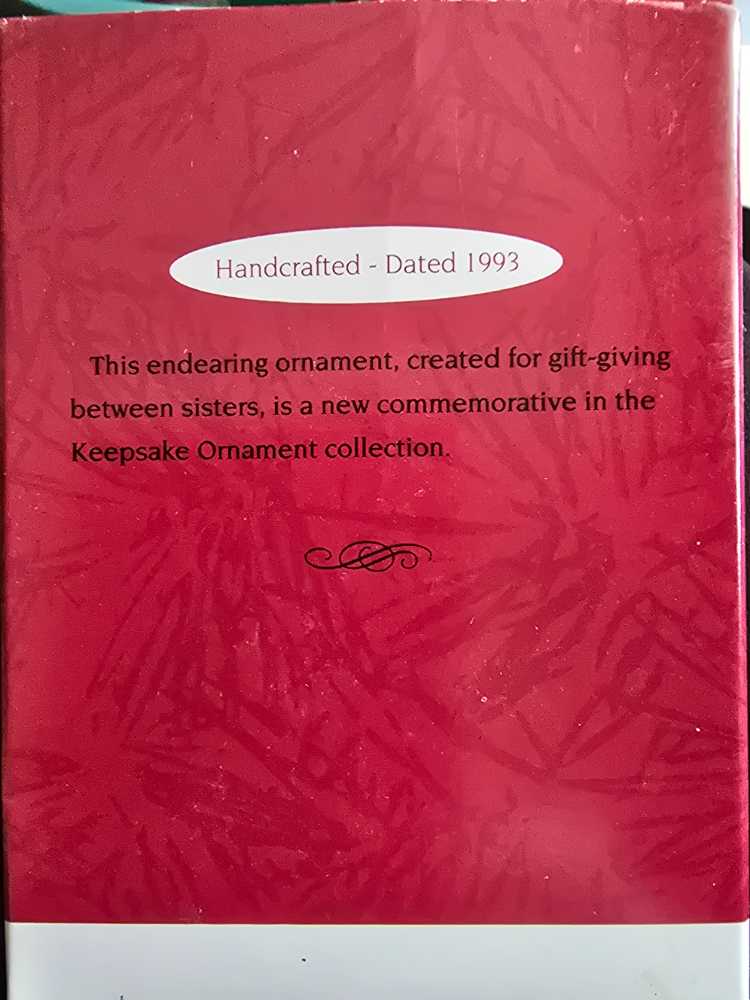 Handcrafted - Dated 1993
This endearing ornament, created for gift-giving
between sisters, is a new commemorative in the
Keepsake Ornament collection.